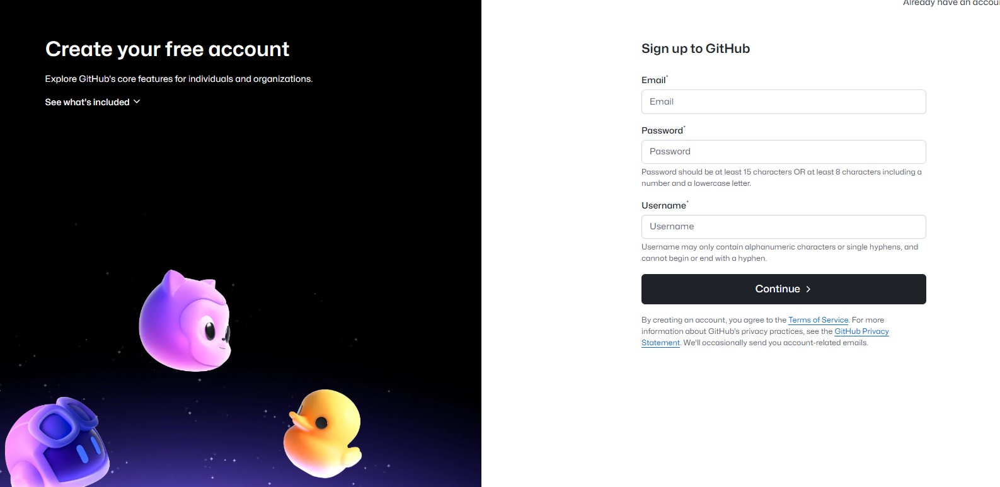 Create your free account
Explore GitHub's core features for individuals and organizations.
See what's included
Already have an
Sign up to GitHub
Email*
Email
Password*
Password
Password should be at least 15 characters OR at least 8 characters including a
number and a lowercase letter.
Username*
Username
Username may only contain alphanumeric characters or single hyphens, and
cannot begin or end with a hyphen.
Continue
By creating an account, you agree to the Terms of Service. For more
information about GitHub's privacy practices, see the GitHub Privacy
Statement. We'll occasionally send you account-related emails.